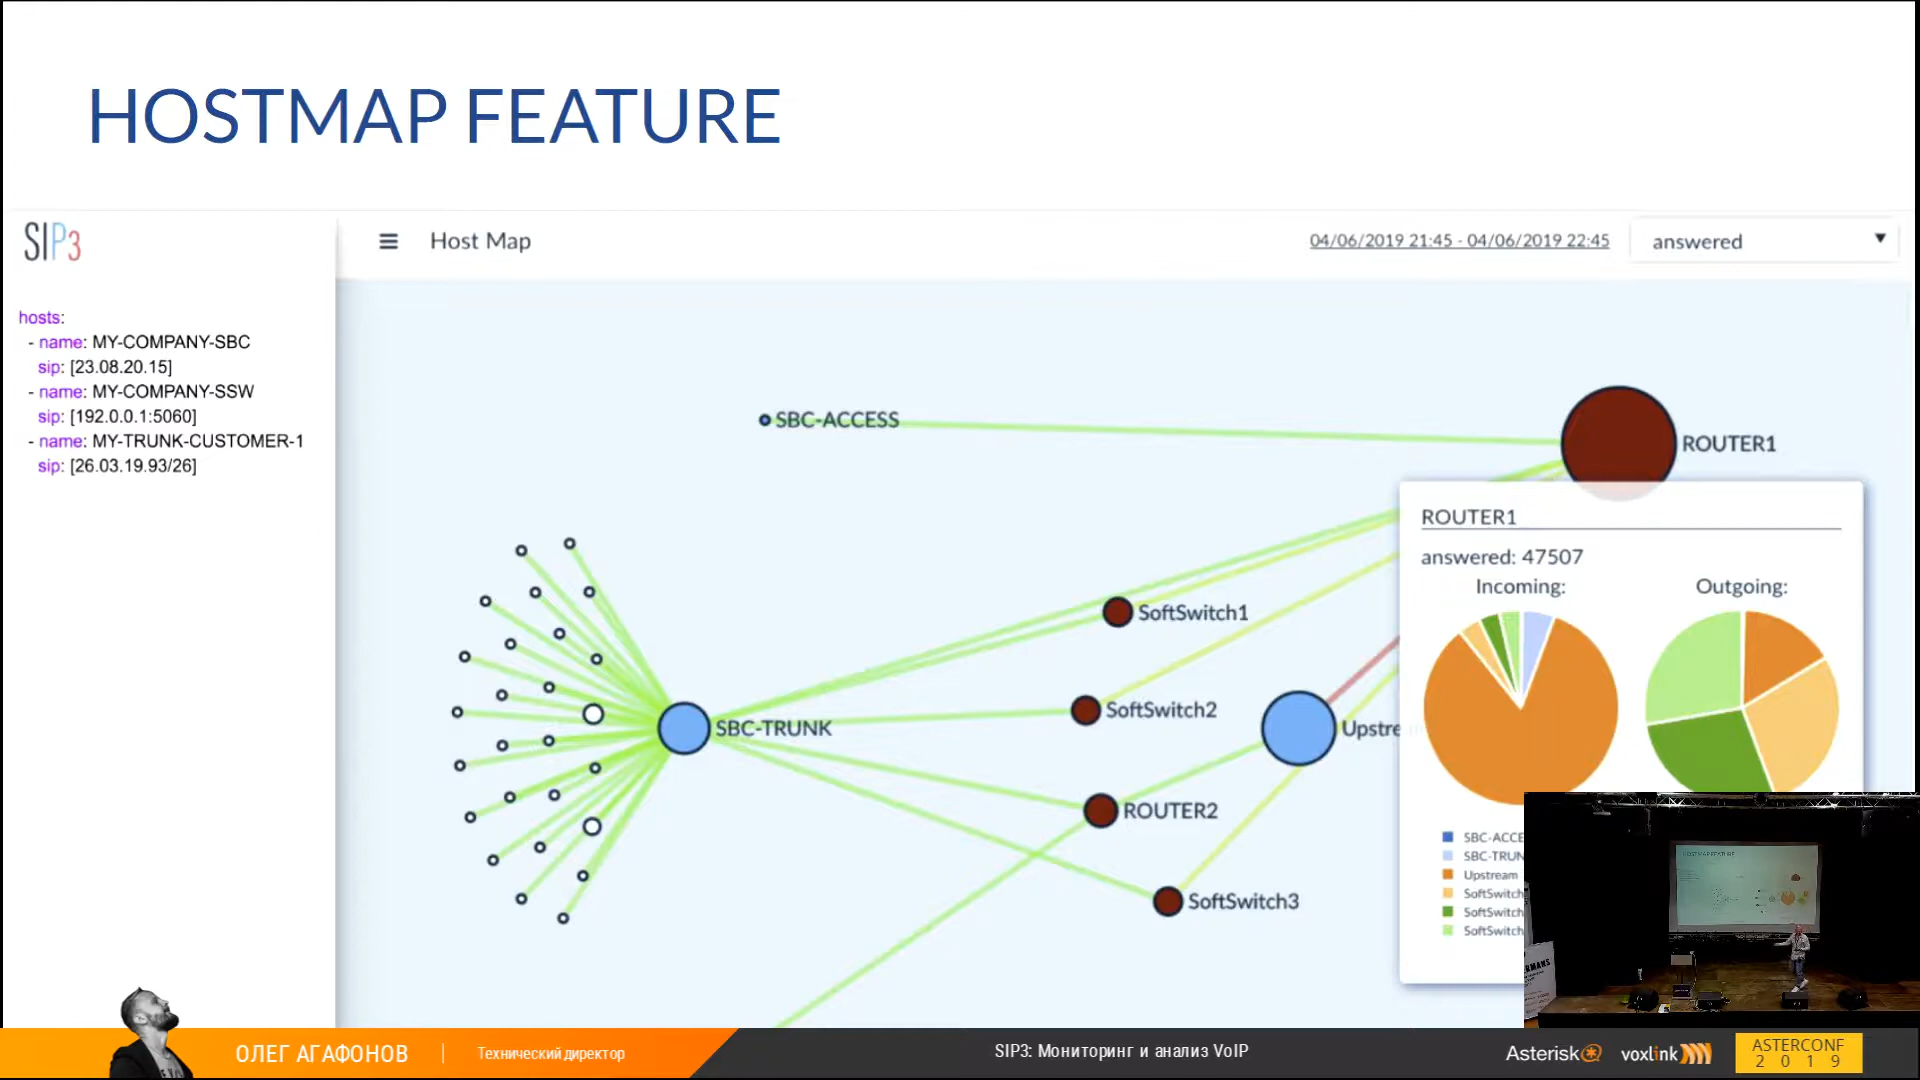 HOSTMAP FEATURE
SIP3
Host Map
04/06/2019 21:45 - 04/06/2019 22:45
answered
hosts:
- name: MY-COMPANY-SBC
sip: [23.08.20.15]
- name: MY-COMPANY-SSW
sip: [192.0.0.1:5060]
- name: MY-TRUNK-CUSTOMER-1
sip: [26.03.19.93/26]
SBC-ACCESS
ROUTER1
SoftSwitch1
SoftSwitch2
SBC-TRUNK
Upstre
ROUTER2
SoftSwitch3
ROUTER1
answered: 47507
Incoming:
Outgoing:
SBC-ACCE
SBC-TRUN
Upstream
SoftSwitch
SoftSwitch
SoftSwitch
HOSTMAP FEATURE
ОЛЕГ АГАФОНОВ
Технический директор
SIP3: Мониторинг и анализ VoIP
Asterisk
voxlink
ASTERCONF
2019